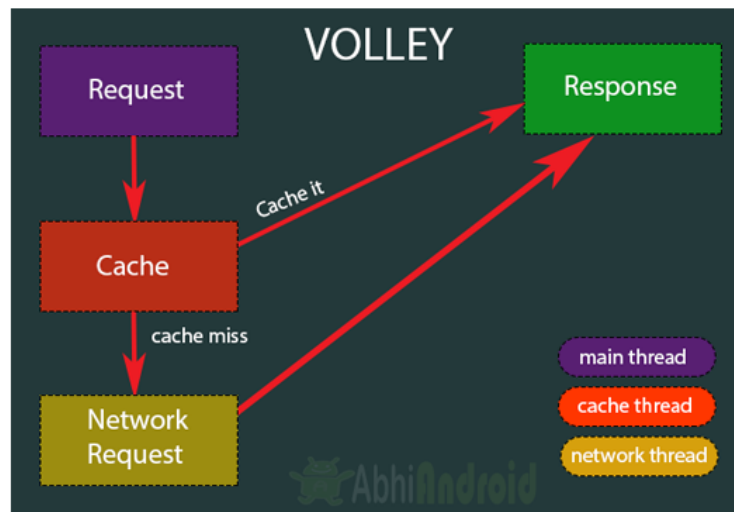 VOLLEY
Request
Response
Cache it
Cache
cache miss
Network
Request
main thread
cache thread
network thread
AbhiAndroid